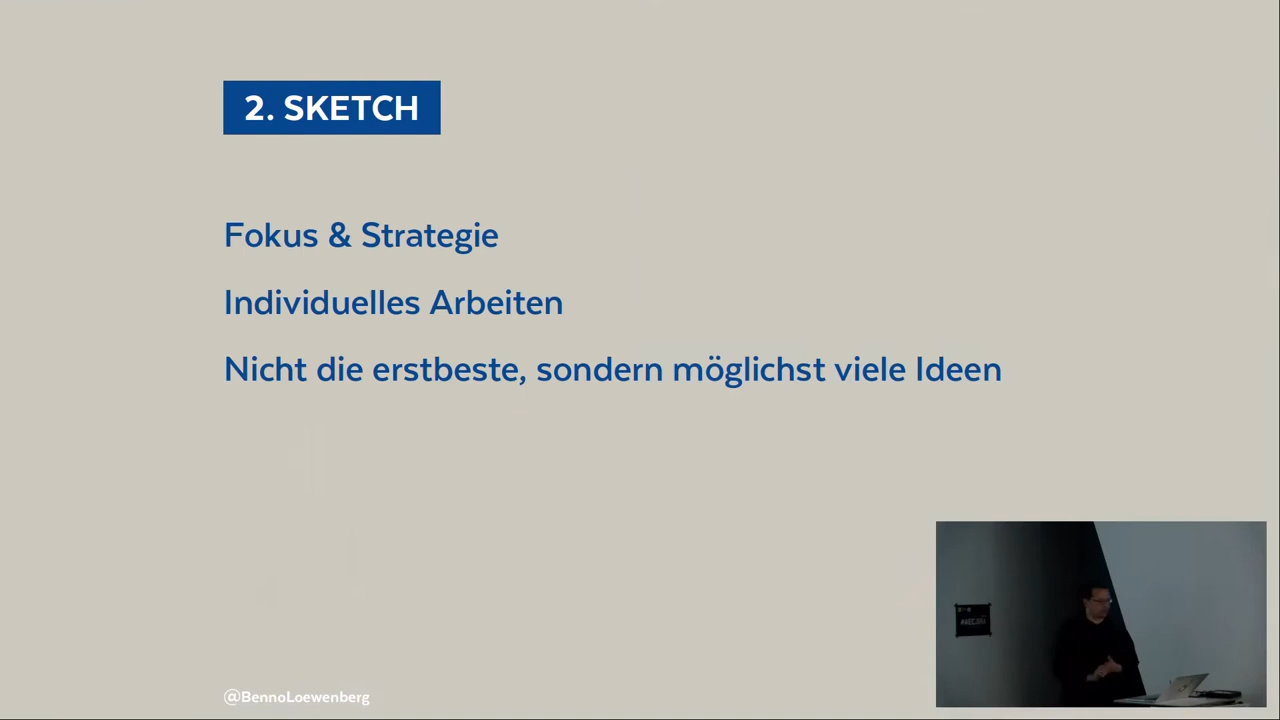 2. SKETCH
Fokus & Strategie
Individuelles Arbeiten
Nicht die erstbeste, sondern möglichst viele Ideen
@BennoLoewenberg